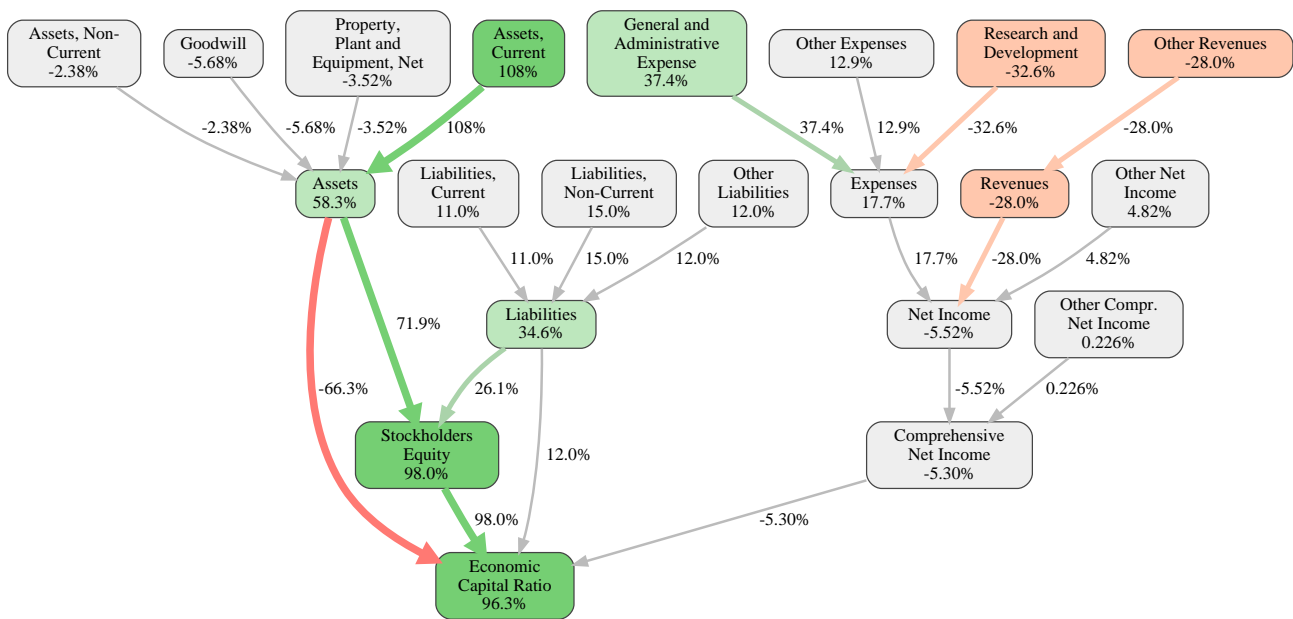 Assets, Non-
Current
-2.38%
Goodwill
-5.68%
Property,
Plant and
Equipment, Net
-3.52%
Assets,
Current
108%
General and
Administrative
Expense
37.4%
Other Expenses
12.9%
Research and
Development
-32.6%
Other Revenues
-28.0%
-2.38%
-5.68%
-3.52%
108%
37.4%
12.9%
-32.6%
-28.0%
Assets
58.3%
Liabilities,
Current
11.0%
Liabilities,
Non-Current
15.0%
Other
Liabilities
12.0%
Expenses
17.7%
Revenues
-28.0%
Other Net
Income
4.82%
11.0%
15.0%
12.0%
17.7%
-28.0%
4.82%
71.9%
Liabilities
34.6%
Net Income
-5.52%
Other Compr.
Net Income
0.226%
-66.3%
26.1%
-5.52%
0.226%
Stockholders
Equity
98.0%
12.0%
Comprehensive
Net Income
-5.30%
98.0%
-5.30%
Economic
Capital Ratio
96.3%